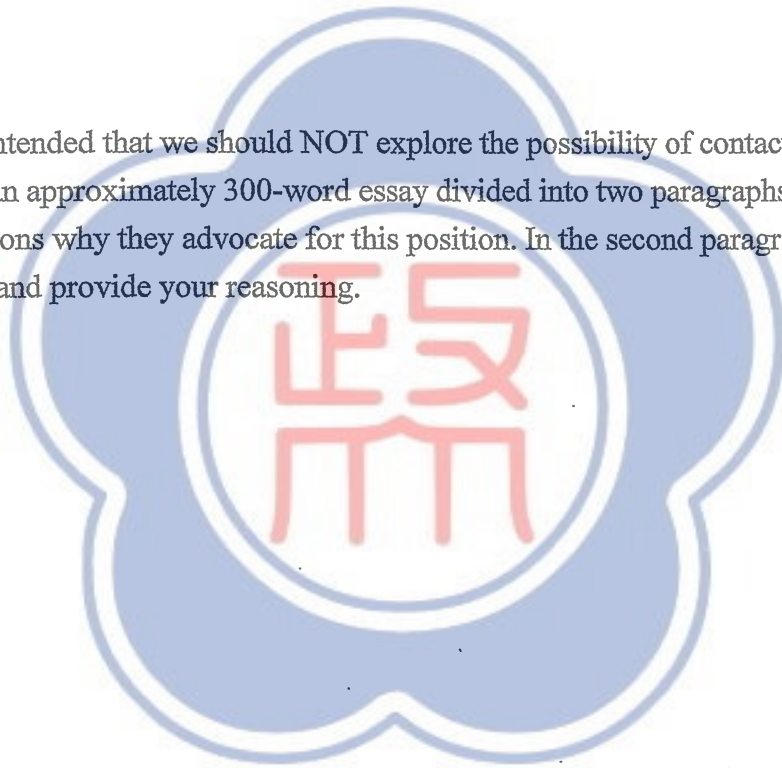 ntended that we should NOT explore the possibility of contac
n approximately 300-word essay divided into two paragraphs
ons why they advocate for this position. In the second paragr
and provide your reasoning.
政
大